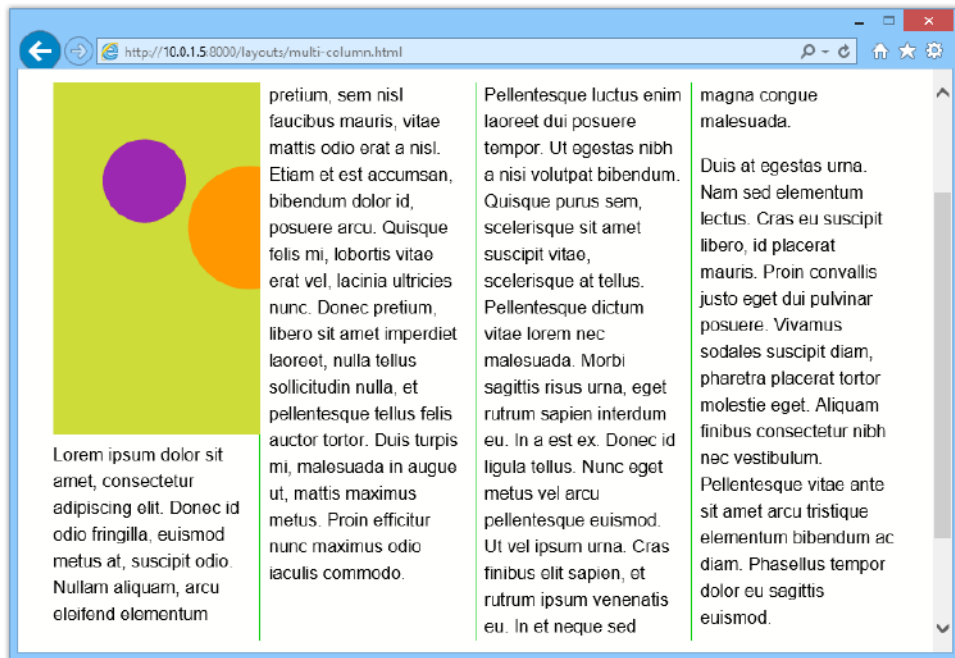 http://10.0.1.5:8000/layouts/multi-column.html
Lorem ipsum dolor sit
amet, consectetur
adipiscing elit. Donec id
odio fringilla, euismod
metus at, suscipit odio.
Nullam aliquam, arcu
eleifend elementum
pretium, sem nisl
faucibus mauris, vitae
mattis odio erat a nisl.
Etiam et est accumsan,
bibendum dolor id,
posuere arcu. Quisque
felis mi, lobortis vitae
erat vel, lacinia ultricies
nunc. Donec pretium,
libero sit amet imperdiet
laoreet, nulla tellus
sollicitudin nulla, et
pellentesque tellus felis
auctor tortor. Duis turpis
mi, malesuada in augue
ut, mattis maximus
metus. Proin efficitur
nunc maximus odio
iaculis commodo.
Pellentesque luctus enim
laoreet dui posuere
tempor. Ut egestas nibh
a nisi volutpat bibendum.
Quisque purus sem,
scelerisque sit amet
suscipit vitae,
scelerisque at tellus.
Pellentesque dictum
vitae lorem nec
malesuada. Morbi
sagittis risus urna, eget
rutrum sapien interdum
eu. In a est ex. Donec id
ligula tellus. Nunc eget
metus vel arcu
pellentesque euismod.
Ut vel ipsum urna. Cras
finibus elit sapien, et
rutrum ipsum venenatis
eu. In et neque sed
magna congue
malesuada.
Duis at egestas urna.
Nam sed elementum
lectus. Cras eu suscipit
libero, id placerat
mauris. Proin convallis
justo eget dui pulvinar
posuere. Vivamus
sodales suscipit diam,
pharetra placerat tortor
molestie eget. Aliquam
finibus consectetur nibh
nec vestibulum.
Pellentesque vitae ante
sit amet arcu tristique
elementum bibendum ac
diam. Phasellus tempor
dolor eu sagittis
euismod.